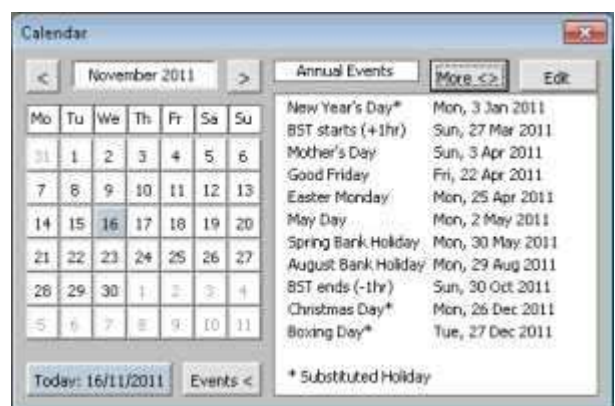 Calendar
< November 2011 >
Mo Tu We Th Fr Sa Su
31 1 2 3 4 5 6
7 8 9 10 11 12 13
14 15 16 17 18 19 20
21 22 23 24 25 26 27
28 29 30 1 2 3 4
5 6 7 8 9 10 11
Today: 16/11/2011 Events <
Annual Events More <> Edit
New Year's Day* Mon, 3 Jan 2011
BST starts (+1hr) Sun, 27 Mar 2011
Mother's Day Sun, 3 Apr 2011
Good Friday Fri, 22 Apr 2011
Easter Monday Mon, 25 Apr 2011
May Day Mon, 2 May 2011
Spring Bank Holiday Mon, 30 May 2011
August Bank Holiday Mon, 29 Aug 2011
BST ends (-1hr) Sun, 30 Oct 2011
Christmas Day* Mon, 26 Dec 2011
Boxing Day* Tue, 27 Dec 2011
* Substituted Holiday